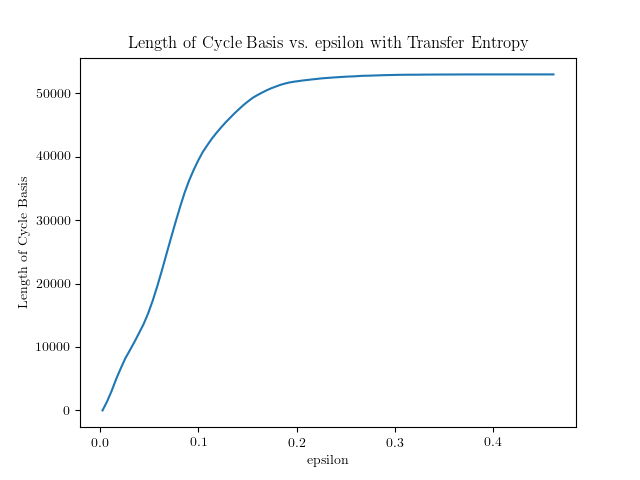 Length of Cycle Basis vs. epsilon with Transfer Entropy
Length of Cycle Basis
50000
40000
30000
20000
10000
0
0.0 0.1 0.2 0.3 0.4
epsilon